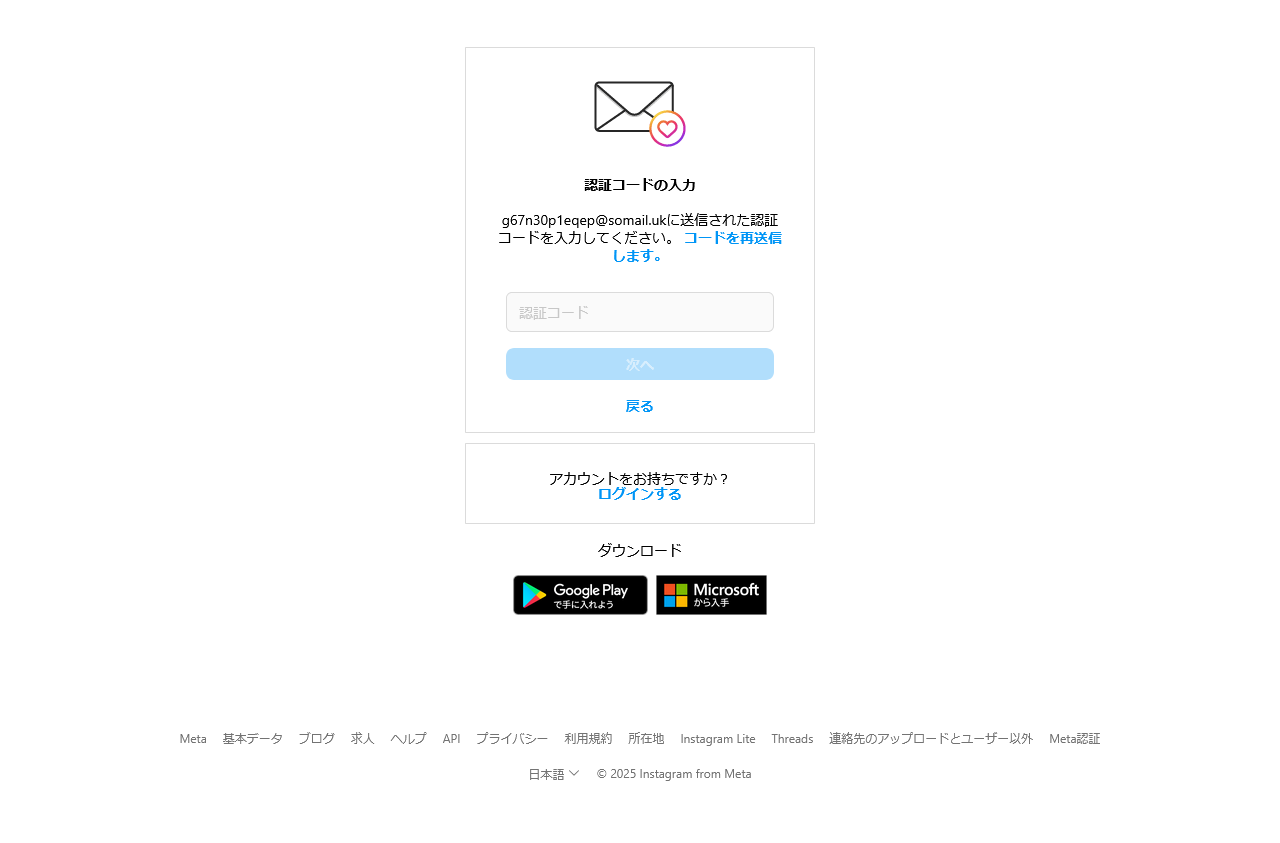 認証コードの入力
g67n30p1eqep@somail.ukに送信された認証
コードを入力してください。 コードを再送信
します。
認証コード
次へ
戻る
アカウントをお持ちですか？
ログインする
ダウンロード
Google Play
で手に入れよう
Microsoft
から入手
Meta 基本データ ブログ 求人 ヘルプ API プライバシー 利用規約 所在地 Instagram Lite Threads 連絡先のアップロードとユーザー以外 Meta認証
日本語 © 2025 Instagram from Meta